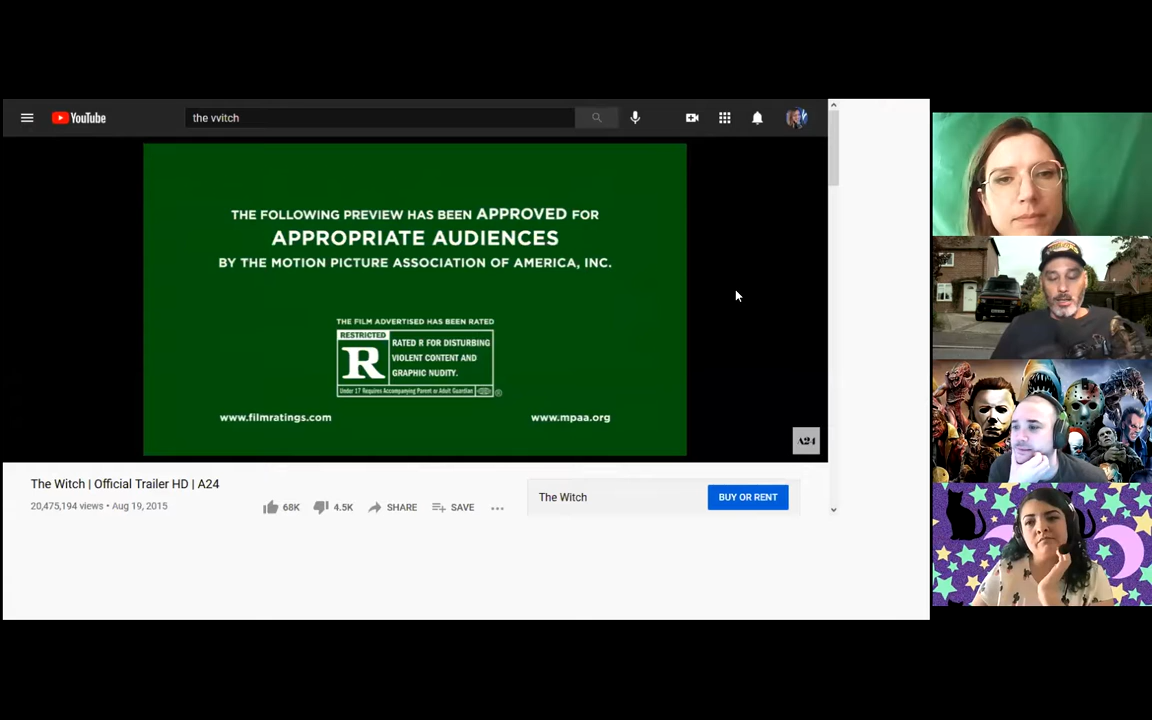 YouTube
the vvitch
THE FOLLOWING PREVIEW HAS BEEN APPROVED FOR
APPROPRIATE AUDIENCES
BY THE MOTION PICTURE ASSOCIATION OF AMERICA, INC.
THE FILM ADVERTISED HAS BEEN RATED
RESTRICTED
R
RATED R FOR DISTURBING
VIOLENT CONTENT AND
GRAPHIC NUDITY.
Under 17 Requires Accompanying Parent or Adult Guardian
www.filmratings.com
www.mpaa.org
A24
The Witch | Official Trailer HD | A24
20,475,194 views • Aug 19, 2015
68K
4.5K
SHARE
SAVE
The Witch
BUY OR RENT